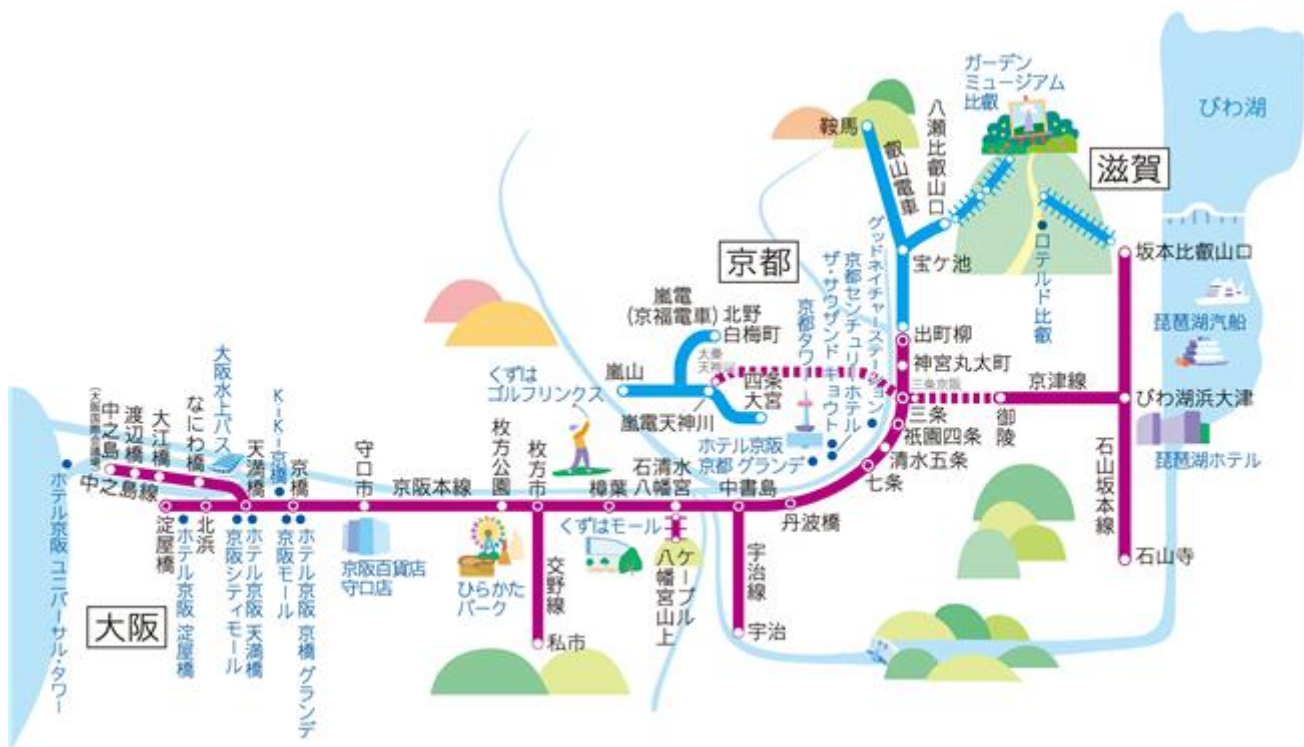 ガーデン
ミュージアム
比叡
びわ湖
滋賀
鞍馬
叡山電車
八瀬比叡山口
坂本比叡山口
ロテルド比叡
宝ケ池
京都
グッドネイチャーステーション
京都センチュリーホテル
ザ・サウザンド キョウト
京都タワー
琵琶湖汽船
嵐電
(京福電車)
北野
白梅町
太秦
天神川
出町柳
神宮丸太町
三条京阪
京津線
くずは
ゴルフリンクス
嵐山
四条
大宮
嵐電天神川
三条
御陵
びわ湖浜大津
祇園四条
清水五条
七条
ホテル京阪
京都 グランデ
琵琶湖ホテル
石山坂本線
石山寺
中之島
渡辺橋
大江橋
なにわ橋
大阪水上バス
天満橋
K-KI-京橋
京橋
守口市
京阪本線
枚方公園
枚方市
樟葉
石清水
八幡宮
中書島
丹波橋
中之島線
淀屋橋
北浜
くずはモール
ホテル京阪 ユニバーサル・タワー
ホテル京阪 淀屋橋
京阪シティモール
ホテル京阪 天満橋
京阪モール
ホテル京阪 京橋 グランデ
京阪百貨店
守口店
ひらかた
パーク
交野線
私市
ケーブル
八幡宮山上
宇治線
宇治
大阪